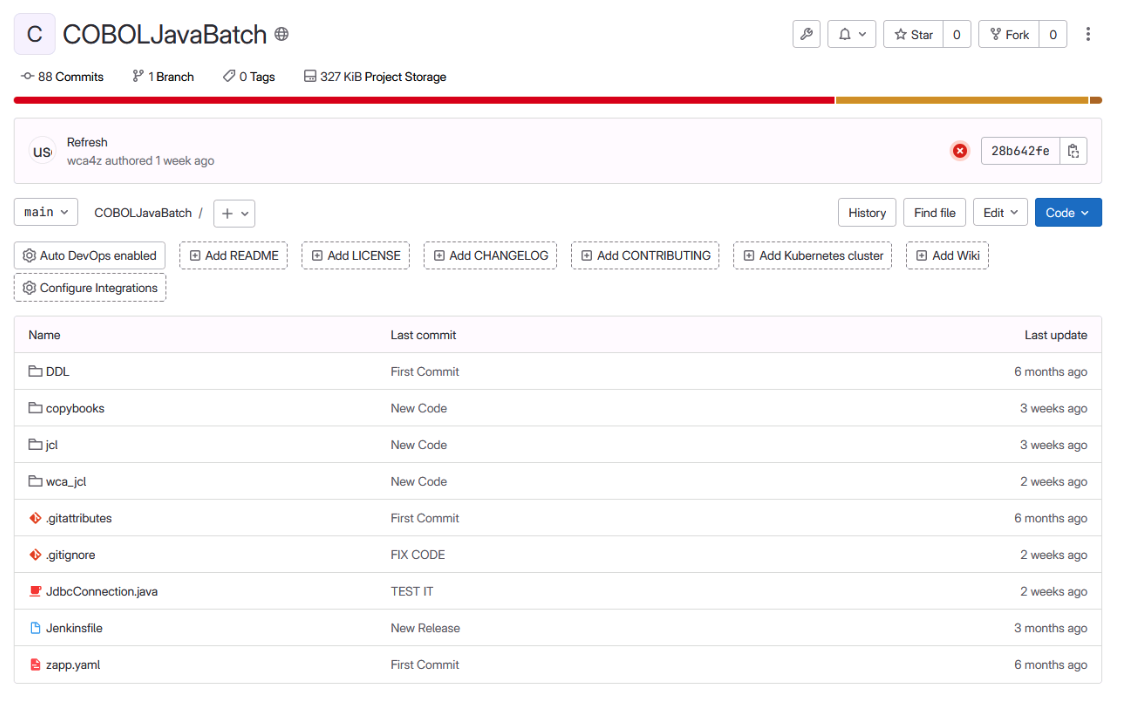 C COBOLJavaBatch Star 0 Fork 0
88 Commits 1 Branch 0 Tags 327 KiB Project Storage
Refresh
us wca4z authored 1 week ago 28b642fe
main COBOLJavaBatch / + History Find file Edit Code
Auto DevOps enabled Add README Add LICENSE Add CHANGELOG Add CONTRIBUTING Add Kubernetes cluster Add Wiki
Configure Integrations
Name Last commit Last update
DDL First Commit 6 months ago
copybooks New Code 3 weeks ago
jcl New Code 3 weeks ago
wca_jcl New Code 2 weeks ago
.gitattributes First Commit 6 months ago
.gitignore FIX CODE 2 weeks ago
JdbcConnection.java TEST IT 2 weeks ago
Jenkinsfile New Release 3 months ago
zapp.yaml First Commit 6 months ago